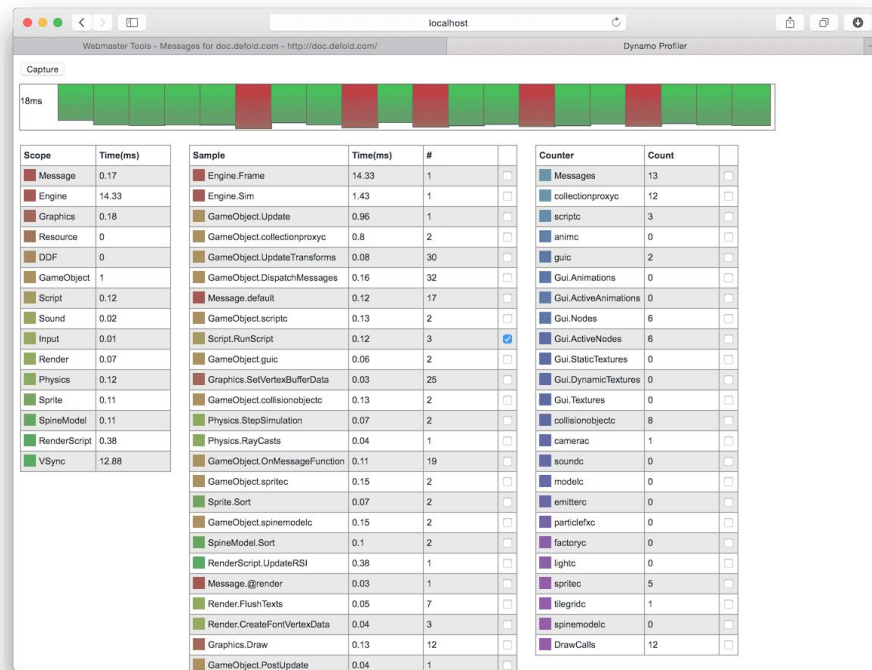 localhost
Webmaster Tools - Messages for doc.defold.com - http://doc.defold.com/
Dynamo Profiler
Capture
18ms
Scope Time(ms)
Message 0.17
Engine 14.33
Graphics 0.18
Resource 0
DDF 0
GameObject 1
Script 0.12
Sound 0.02
Input 0.01
Render 0.07
Physics 0.12
Sprite 0.11
SpineModel 0.11
RenderScript 0.38
VSync 12.88
Sample Time(ms) #
Engine.Frame 14.33 1
Engine.Sim 1.43 1
GameObject.Update 0.96 1
GameObject.collectionproxyc 0.8 2
GameObject.UpdateTransforms 0.08 30
GameObject.DispatchMessages 0.16 32
Message.default 0.12 17
GameObject.scriptc 0.13 2
Script.RunScript 0.12 3
GameObject.guic 0.06 2
Graphics.SetVertexBufferData 0.03 25
GameObject.collisionobjectc 0.13 2
Physics.StepSimulation 0.07 2
Physics.RayCasts 0.04 1
GameObject.OnMessageFunction 0.11 19
GameObject.spritec 0.15 2
Sprite.Sort 0.07 2
GameObject.spinemodelc 0.15 2
SpineModel.Sort 0.1 2
RenderScript.UpdateRSI 0.38 1
Message.@render 0.03 1
Render.FlushTexts 0.05 7
Render.CreateFontVertexData 0.04 3
Graphics.Draw 0.13 12
GameObject.PostUpdate 0.04 1
Counter Count
Messages 13
collectionproxyc 12
scriptc 3
animc 0
guic 2
Gui.Animations 0
Gui.ActiveAnimations 0
Gui.Nodes 6
Gui.ActiveNodes 6
Gui.StaticTextures 0
Gui.DynamicTextures 0
Gui.Textures 0
collisionobjectc 8
camerac 1
soundc 0
modelc 0
emitterc 0
particlefxc 0
factoryc 0
lightc 0
spritec 5
tilegridc 1
spinemodelc 0
DrawCalls 12